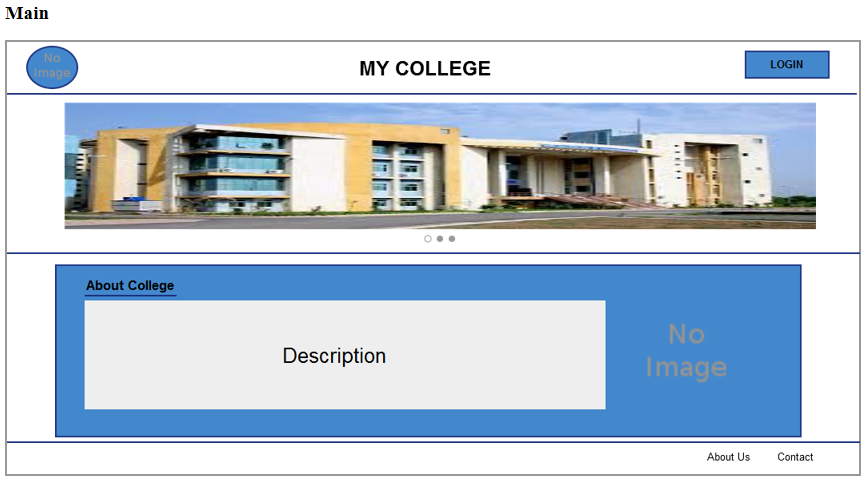 Main
No
Image
MY COLLEGE
LOGIN
About College
Description
No
Image
About Us Contact